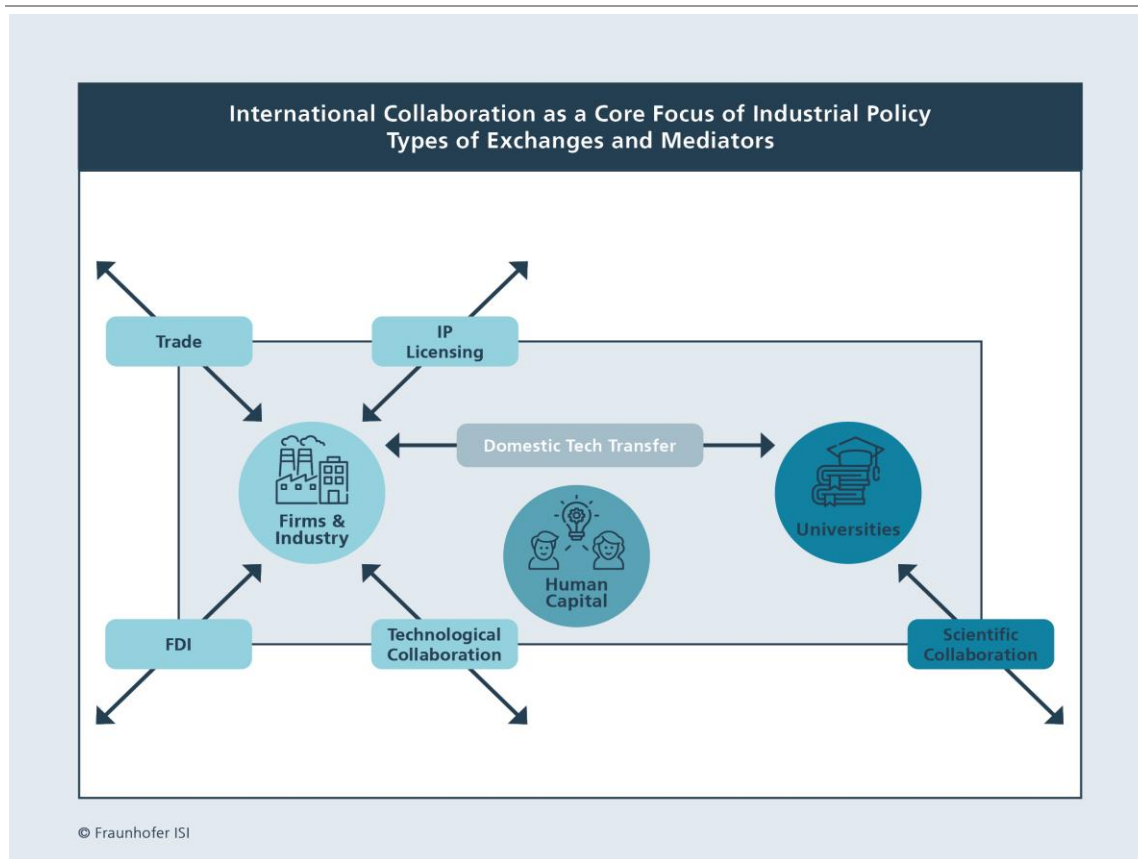 International Collaboration as a Core Focus of Industrial Policy
Types of Exchanges and Mediators
Trade
IP
Licensing
Domestic Tech Transfer
Firms &
Industry
Universities
Human
Capital
FDI
Technological
Collaboration
Scientific
Collaboration
© Fraunhofer ISI